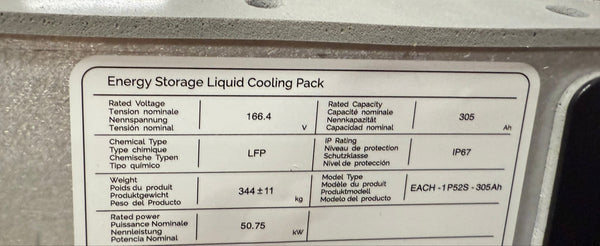 Energy Storage Liquid Cooling Pack
Rated Voltage
Tension nominale
Nennspannung
Tensión nominal
166.4
V
Rated Capacity
Capacité nominale
Nennkapazität
Capacidad nominal
305
Ah
Chemical Type
Type chimique
Chemische Typen
Tipo químico
LFP
IP Rating
Niveau de protection
Schutzklasse
Nivel de protección
IP67
Weight
Poids du produit
Produktgewicht
Peso del Producto
344±11
kg
Model Type
Modèle du produit
Produktmodell
Modelo del producto
EACH-1P52S-305Ah
Rated power
Puissance Nominale
Nennleistung
Potencia Nominal
50.75
kW